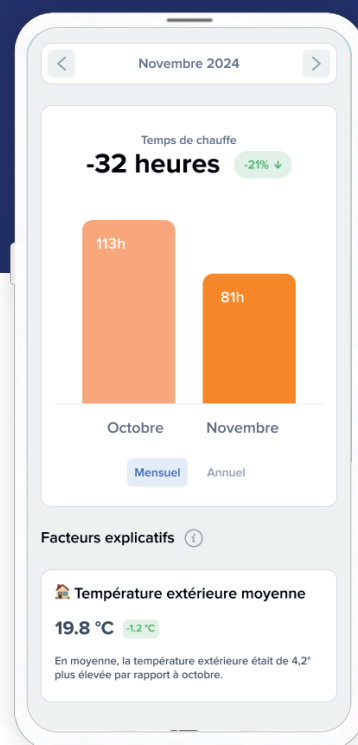 Novembre 2024
Temps de chauffe
-32 heures -21% ↓
113h
81h
Octobre Novembre
Mensuel Annuel
Facteurs explicatifs i
Température extérieure moyenne
19.8 °C -1.2 °C
En moyenne, la température extérieure était de 4,2°
plus élevée par rapport à octobre.